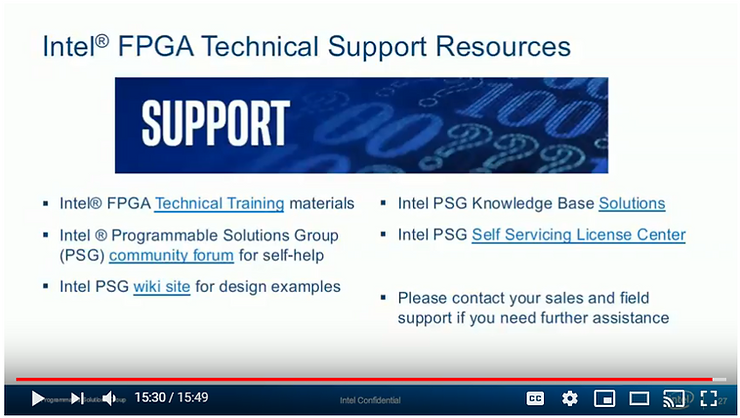 Intel® FPGA Technical Support Resources
SUPPORT
100
▪ Intel® FPGA Technical Training materials
▪ Intel ® Programmable Solutions Group
(PSG) community forum for self-help
▪ Intel PSG wiki site for design examples
▪ Intel PSG Knowledge Base Solutions
▪ Intel PSG Self Servicing License Center
▪ Please contact your sales and field
support if you need further assistance
15:30 / 15:49
Intel Confidential
CC
27